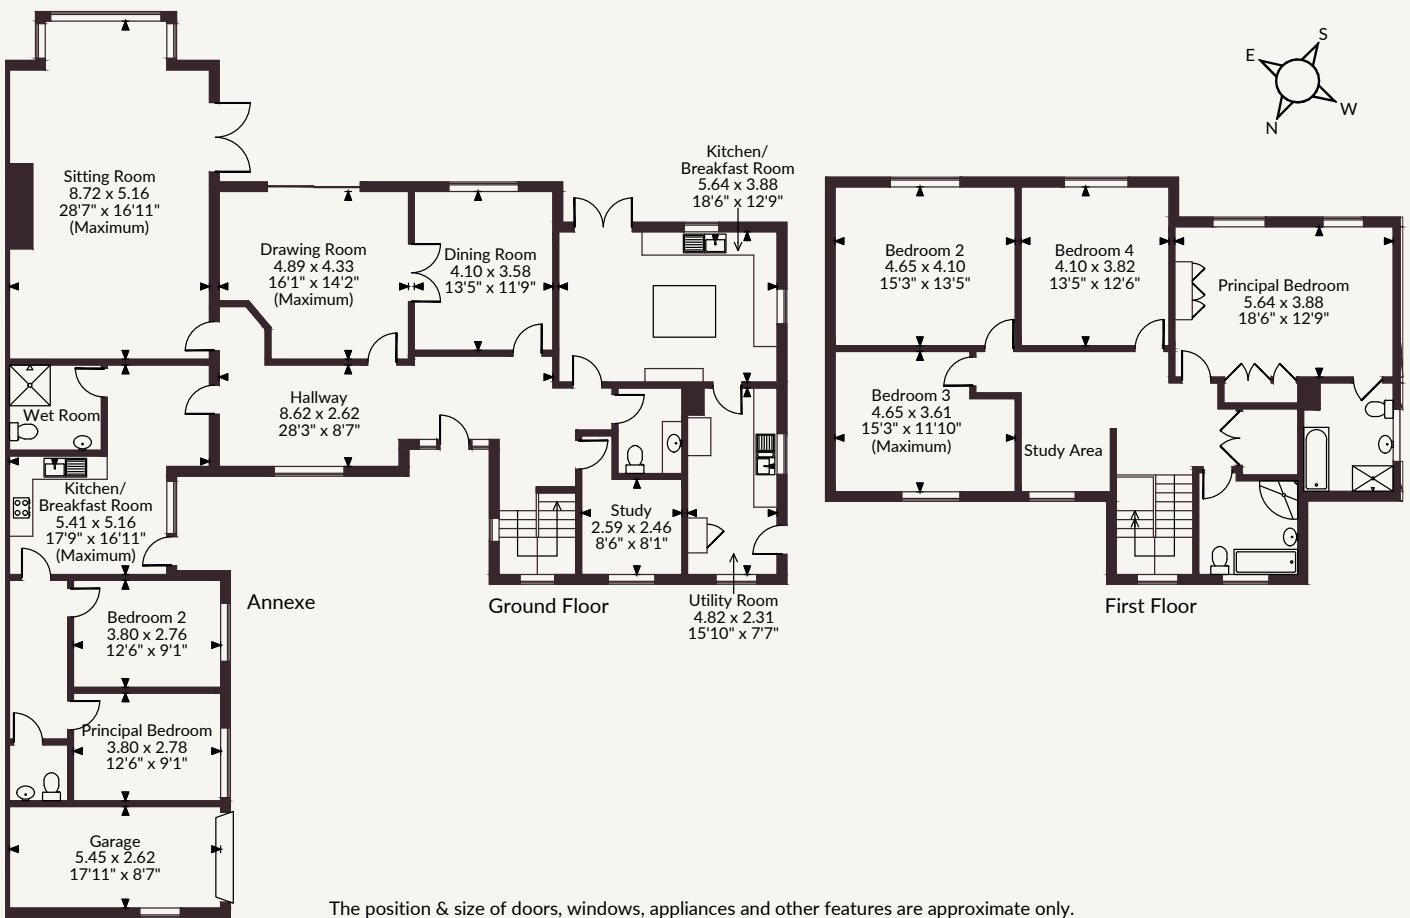 S
E
W
N
Sitting Room
8.72 x 5.16
28'7" x 16'11"
(Maximum)
Drawing Room
4.89 x 4.33
16'1" x 14'2"
(Maximum)
Dining Room
4.10 x 3.58
13'5" x 11'9"
Kitchen/
Breakfast Room
5.64 x 3.88
18'6" x 12'9"
Hallway
8.62 x 2.62
28'3" x 8'7"
Wet Room
Kitchen/
Breakfast Room
5.41 x 5.16
17'9" x 16'11"
(Maximum)
Study
2.59 x 2.46
8'6" x 8'1"
Utility Room
4.82 x 2.31
15'10" x 7'7"
Annexe
Ground Floor
Bedroom 2
3.80 x 2.76
12'6" x 9'1"
Principal Bedroom
3.80 x 2.78
12'6" x 9'1"
Garage
5.45 x 2.62
17'11" x 8'7"
Bedroom 2
4.65 x 4.10
15'3" x 13'5"
Bedroom 4
4.10 x 3.82
13'5" x 12'6"
Principal Bedroom
5.64 x 3.88
18'6" x 12'9"
Bedroom 3
4.65 x 3.61
15'3" x 11'10"
(Maximum)
Study Area
First Floor
The position & size of doors, windows, appliances and other features are approximate only.